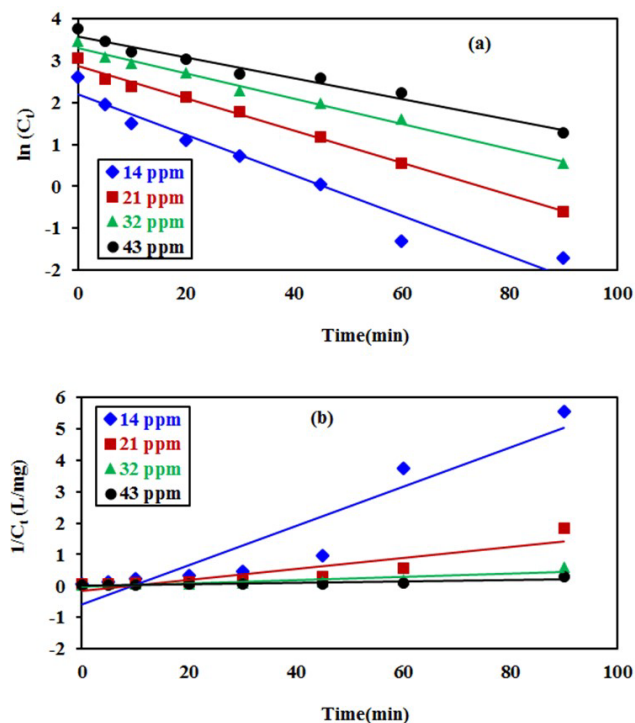 (a)
ln (Ct)
4
3
2
1
0
-1
-2
14 ppm
21 ppm
32 ppm
43 ppm
0 20 40 60 80 100
Time(min)
(b)
1/Ct (L/mg)
6
5
4
3
2
1
0
-1
-2
14 ppm
21 ppm
32 ppm
43 ppm
0 20 40 60 80 100
Time(min)